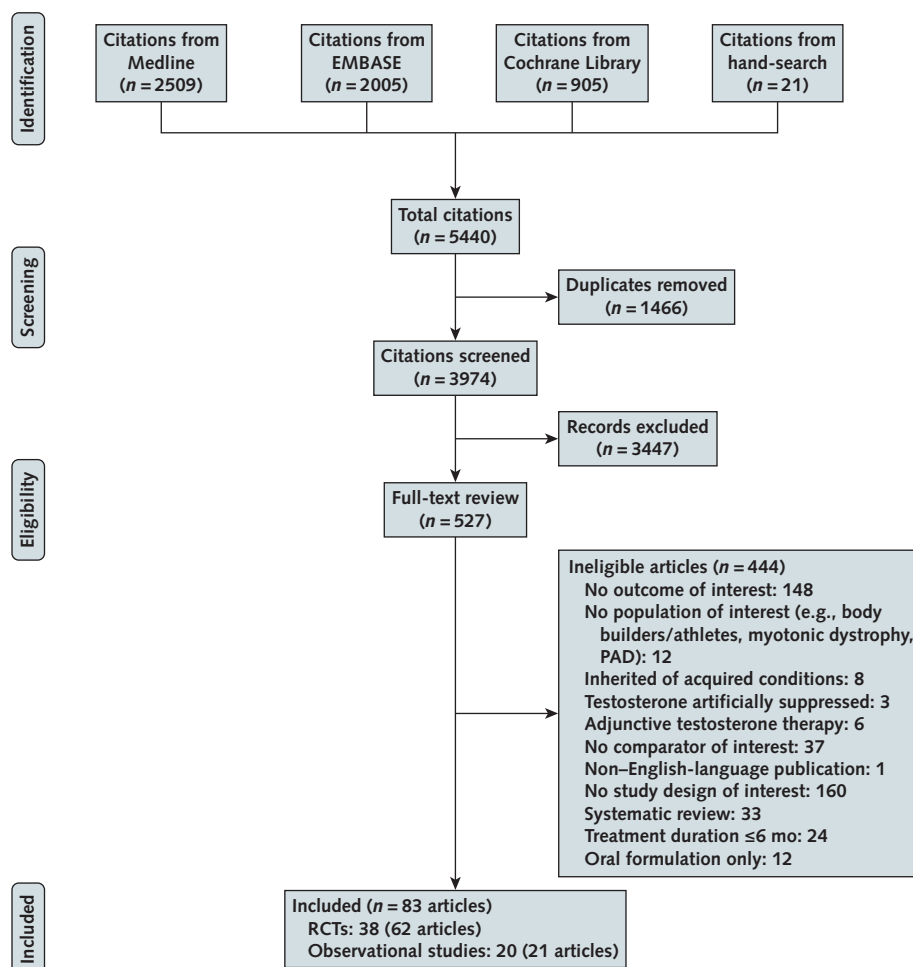 Identification
Citations from
Medline
(n = 2509)
Citations from
EMBASE
(n = 2005)
Citations from
Cochrane Library
(n = 905)
Citations from
hand-search
(n = 21)
Total citations
(n = 5440)
Screening
Duplicates removed
(n = 1466)
Citations screened
(n = 3974)
Records excluded
(n = 3447)
Eligibility
Full-text review
(n = 527)
Ineligible articles (n = 444)
No outcome of interest: 148
No population of interest (e.g., body
builders/athletes, myotonic dystrophy,
PAD): 12
Inherited of acquired conditions: 8
Testosterone artificially suppressed: 3
Adjunctive testosterone therapy: 6
No comparator of interest: 37
Non–English-language publication: 1
No study design of interest: 160
Systematic review: 33
Treatment duration ≤6 mo: 24
Oral formulation only: 12
Included
Included (n = 83 articles)
RCTs: 38 (62 articles)
Observational studies: 20 (21 articles)